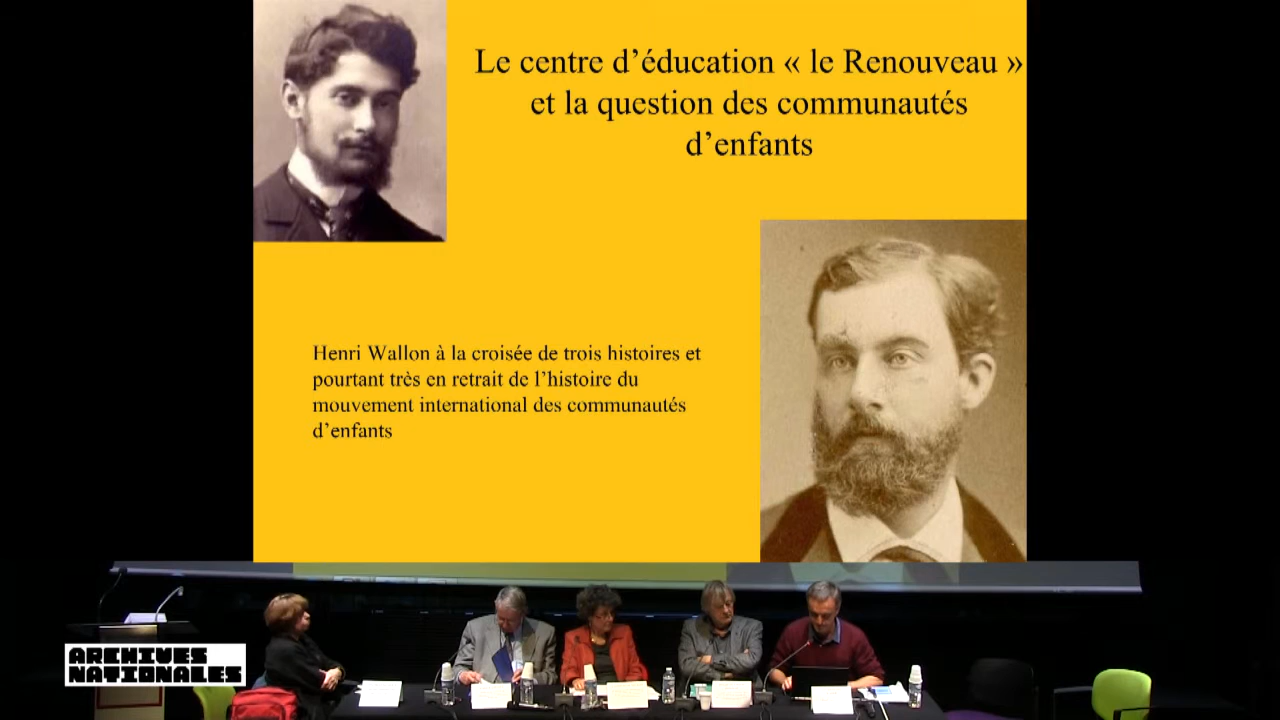 Le centre d’éducation « le Renouveau »
et la question des communautés
d’enfants
Henri Wallon à la croisée de trois histoires et
pourtant très en retrait de l’histoire du
mouvement international des communautés
d’enfants
ARCHIVES
NATIONALES